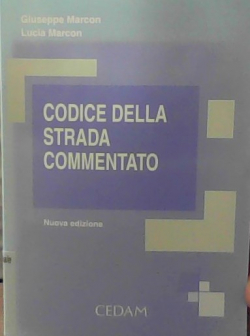 Giuseppe Marcon
Lucia Marcon
CODICE DELLA
STRADA
COMMENTATO
Nuova edizione
CEDAM